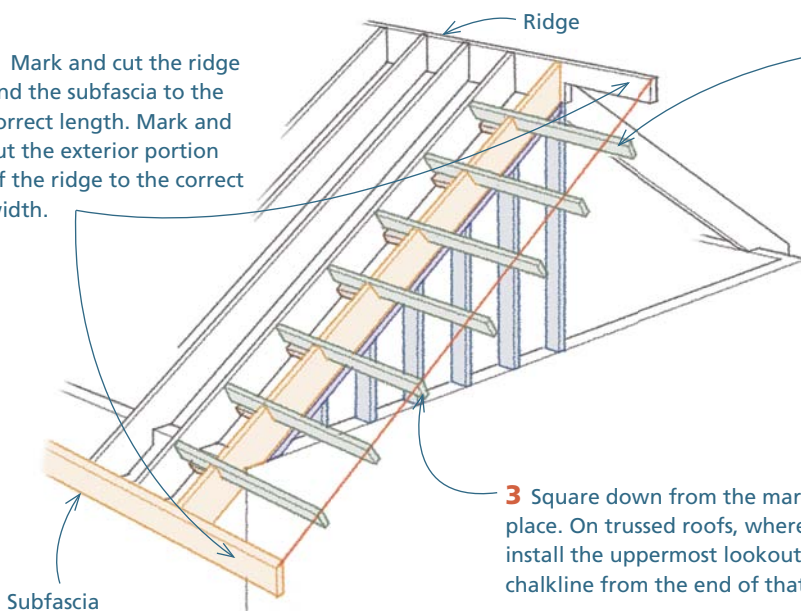 Ridge
Mark and cut the ridge
nd the subfascia to the
orrect length. Mark and
ut the exterior portion
f the ridge to the correct
width.
3 Square down from the mar
place. On trussed roofs, where
install the uppermost lookout
chalkline from the end of that
Subfascia